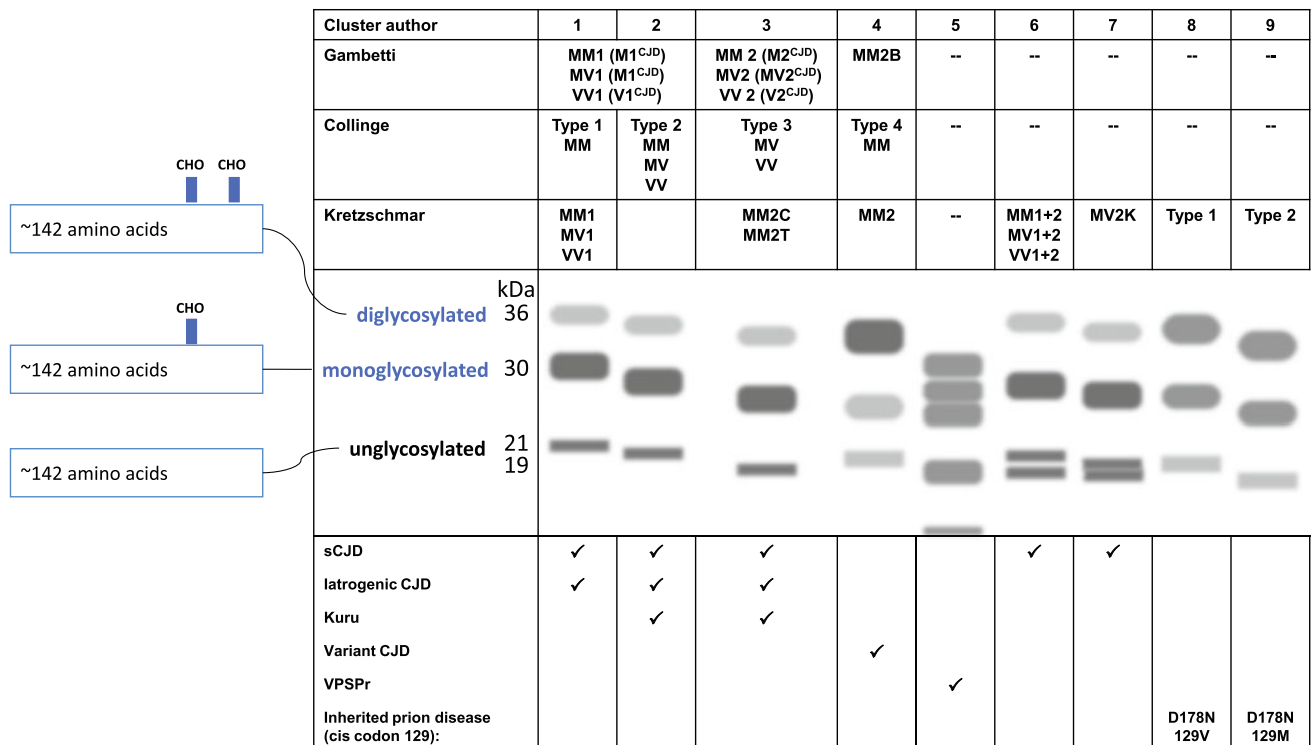 Cluster author 1 2 3 4 5 6 7 8 9
Gambetti MM1 (M1CJD) MM 2 (M2CJD) MM2B -- -- -- -- --
MV1 (M1CJD) MV2 (MV2CJD)
VV1 (V1CJD) VV 2 (V2CJD)
Collinge Type 1 Type 2 Type 3 Type 4 -- -- -- -- --
MM MM MV MM
MV VV
VV
Kretzschmar MM1 MM2C MM2 -- MM1+2 MV2K Type 1 Type 2
MV1 MM2T MV1+2
VV1 VV1+2
CHO CHO
~142 amino acids
CHO
~142 amino acids
~142 amino acids
kDa
diglycosylated 36
monoglycosylated 30
unglycosylated 21
19
sCJD ✓ ✓ ✓ ✓ ✓
Iatrogenic CJD ✓ ✓ ✓
Kuru ✓ ✓
Variant CJD ✓
VPSPr ✓
Inherited prion disease D178N D178N
(cis codon 129): 129V 129M